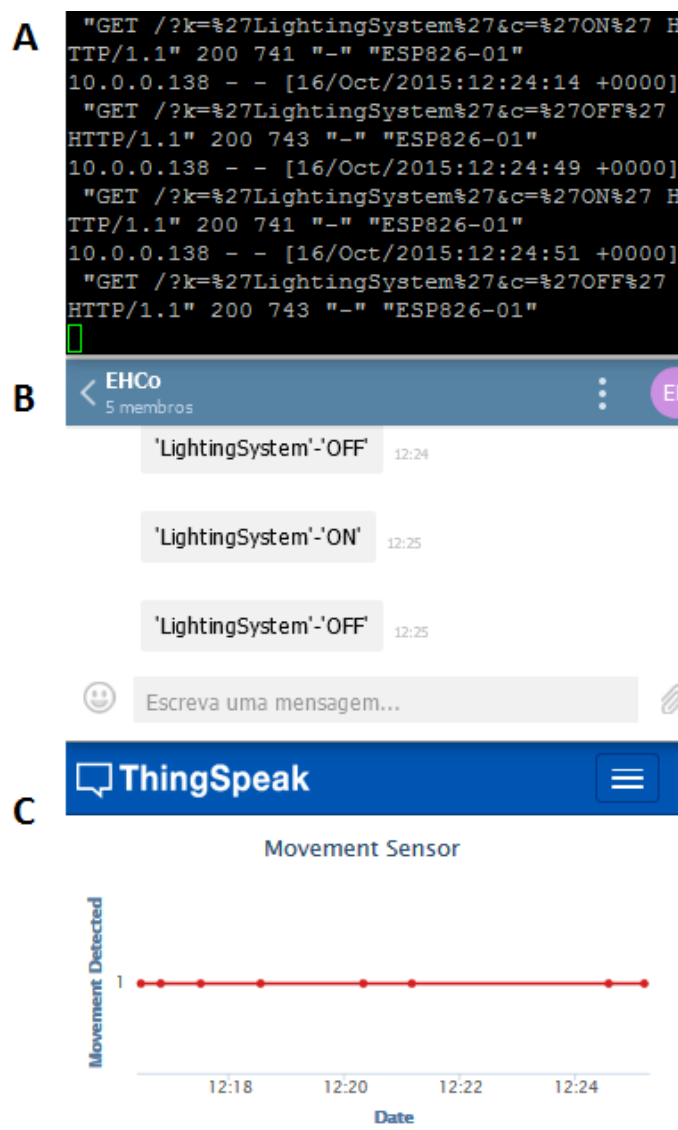 A
"GET /?k=%27LightingSystem%27&c=%27ON%27 H
TTP/1.1" 200 741 "-" "ESP826-01"
10.0.0.138 - - [16/Oct/2015:12:24:14 +0000]
"GET /?k=%27LightingSystem%27&c=%27OFF%27
HTTP/1.1" 200 743 "-" "ESP826-01"
10.0.0.138 - - [16/Oct/2015:12:24:49 +0000]
"GET /?k=%27LightingSystem%27&c=%27ON%27 H
TTP/1.1" 200 741 "-" "ESP826-01"
10.0.0.138 - - [16/Oct/2015:12:24:51 +0000]
"GET /?k=%27LightingSystem%27&c=%27OFF%27
HTTP/1.1" 200 743 "-" "ESP826-01"
B
EHCo
5 membros
'LightingSystem'-'OFF' 12:24
'LightingSystem'-'ON' 12:25
'LightingSystem'-'OFF' 12:25
Escreva uma mensagem...
ThingSpeak
C
Movement Sensor
Movement Detected
1
12:18 12:20 12:22 12:24
Date